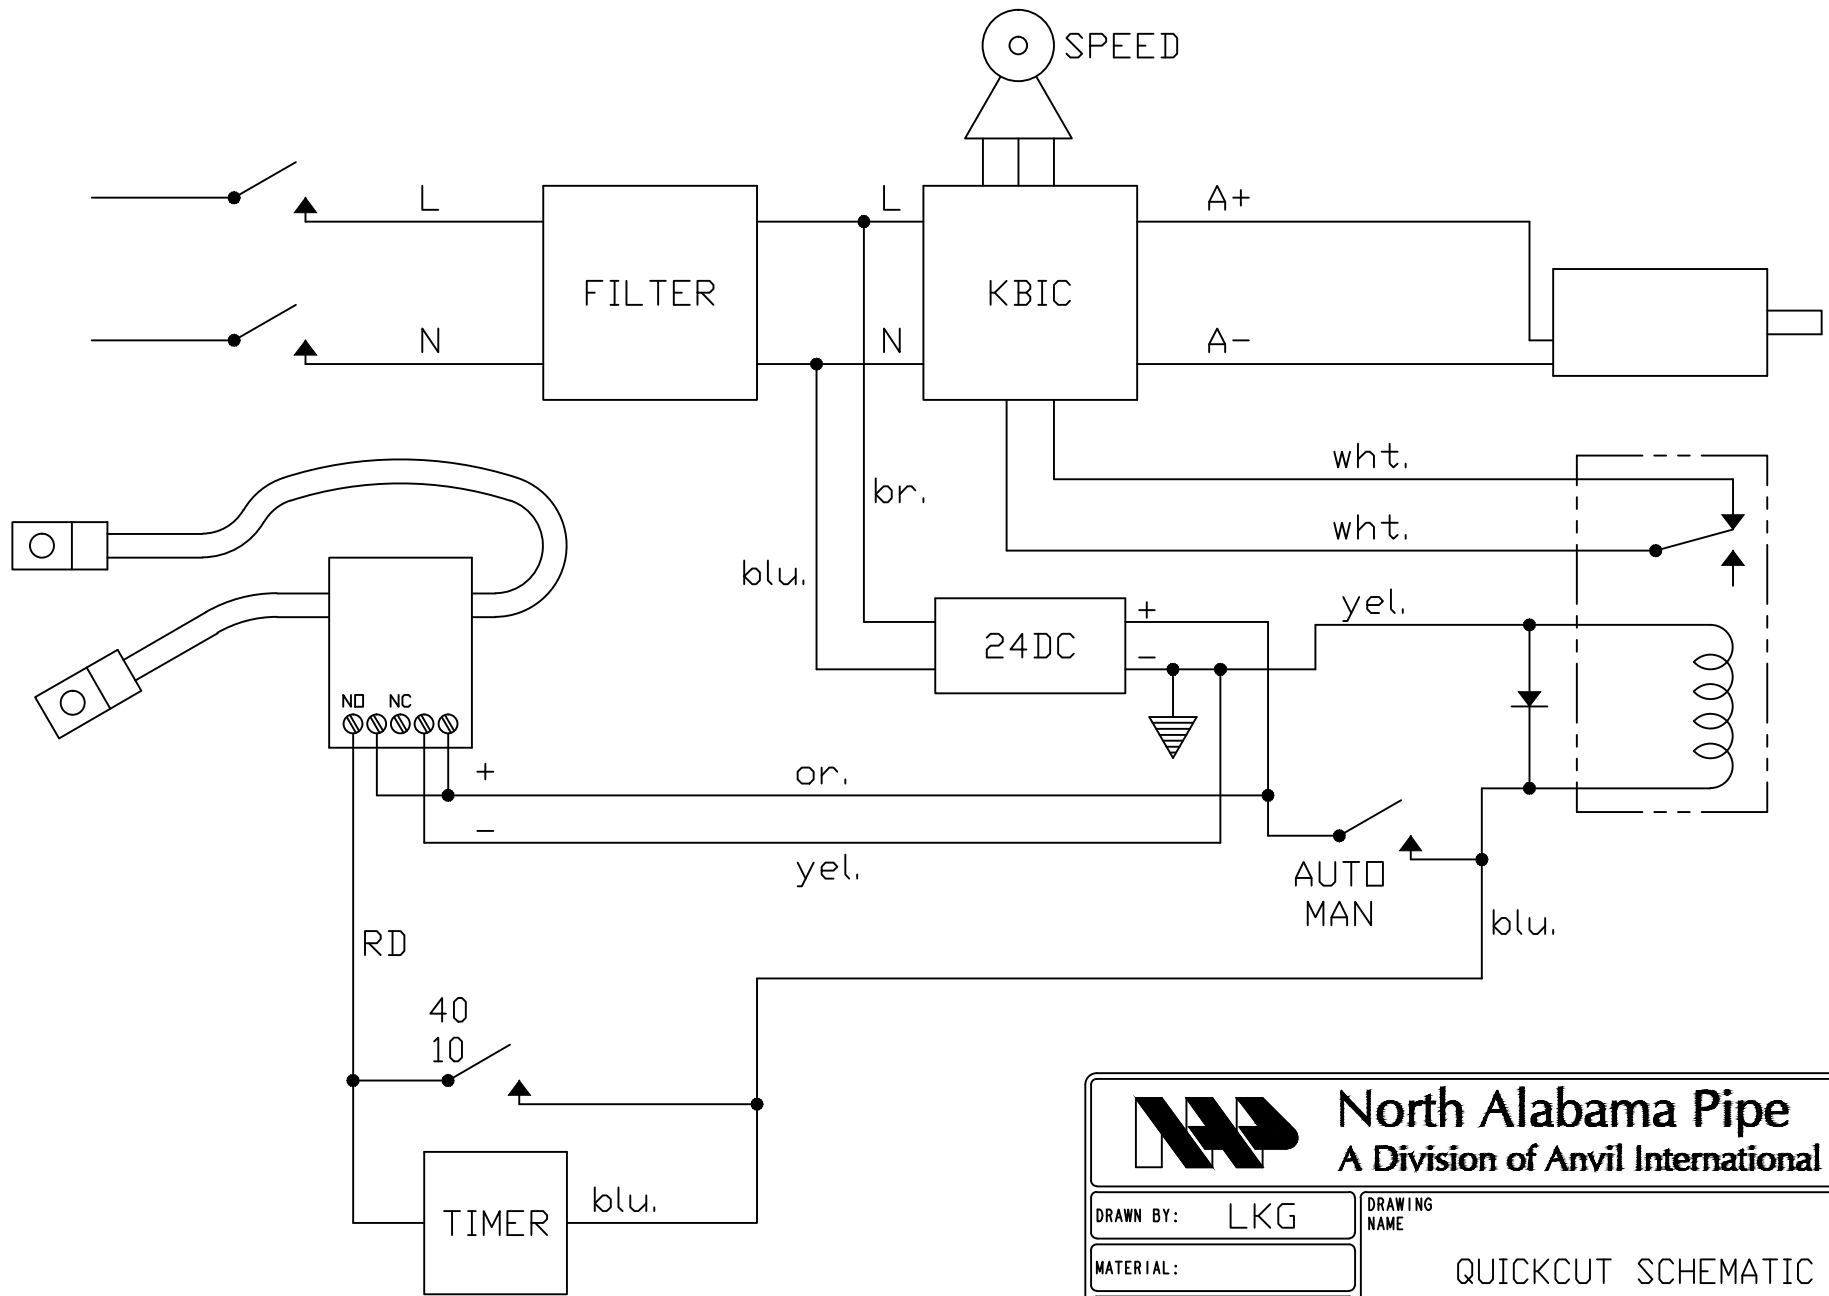 SPEED
L
L
A+
FILTER
KBIC
N
N
A-
wht.
br.
wht.
blu.
yel.
+
24DC
-
NO NC
+
or.
-
yel.
AUTO
MAN
blu.
RD
40
10
TIMER
blu.
North Alabama Pipe
A Division of Anvil International
DRAWN BY: LKG
DRAWING
NAME
MATERIAL:
QUICKCUT SCHEMATIC